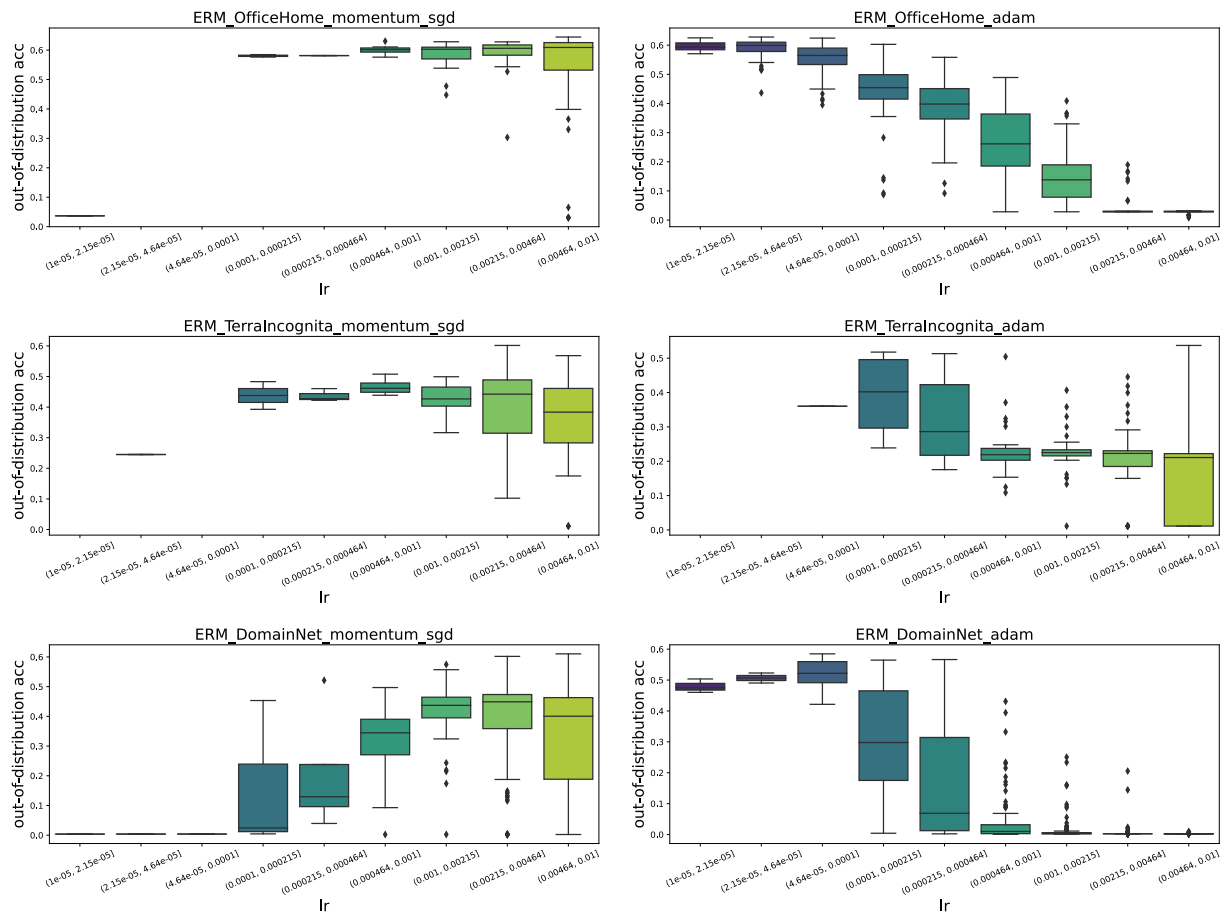 ERM_OfficeHome_momentum_sgd
out-of-distribution acc
0.6
0.5
0.4
0.3
0.2
0.1
0.0
(1e-05, 2.15e-05]
(2.15e-05, 4.64e-05]
(4.64e-05, 0.0001]
(0.0001, 0.000215]
(0.000215, 0.000464]
(0.000464, 0.001]
(0.001, 0.00215]
(0.00215, 0.00464]
(0.00464, 0.01]
lr
ERM_OfficeHome_adam
out-of-distribution acc
0.6
0.5
0.4
0.3
0.2
0.1
0.0
(1e-05, 2.15e-05]
(2.15e-05, 4.64e-05]
(4.64e-05, 0.0001]
(0.0001, 0.000215]
(0.000215, 0.000464]
(0.000464, 0.001]
(0.001, 0.00215]
(0.00215, 0.00464]
(0.00464, 0.01]
lr
ERM_TerraIncognita_momentum_sgd
out-of-distribution acc
0.6
0.5
0.4
0.3
0.2
0.1
0.0
(1e-05, 2.15e-05]
(2.15e-05, 4.64e-05]
(4.64e-05, 0.0001]
(0.0001, 0.000215]
(0.000215, 0.000464]
(0.000464, 0.001]
(0.001, 0.00215]
(0.00215, 0.00464]
(0.00464, 0.01]
lr
ERM_TerraIncognita_adam
out-of-distribution acc
0.5
0.4
0.3
0.2
0.1
0.0
(1e-05, 2.15e-05]
(2.15e-05, 4.64e-05]
(4.64e-05, 0.0001]
(0.0001, 0.000215]
(0.000215, 0.000464]
(0.000464, 0.001]
(0.001, 0.00215]
(0.00215, 0.00464]
(0.00464, 0.01]
lr
ERM_DomainNet_momentum_sgd
out-of-distribution acc
0.6
0.5
0.4
0.3
0.2
0.1
0.0
(1e-05, 2.15e-05]
(2.15e-05, 4.64e-05]
(4.64e-05, 0.0001]
(0.0001, 0.000215]
(0.000215, 0.000464]
(0.000464, 0.001]
(0.001, 0.00215]
(0.00215, 0.00464]
(0.00464, 0.01]
lr
ERM_DomainNet_adam
out-of-distribution acc
0.6
0.5
0.4
0.3
0.2
0.1
0.0
(1e-05, 2.15e-05]
(2.15e-05, 4.64e-05]
(4.64e-05, 0.0001]
(0.0001, 0.000215]
(0.000215, 0.000464]
(0.000464, 0.001]
(0.001, 0.00215]
(0.00215, 0.00464]
(0.00464, 0.01]
lr